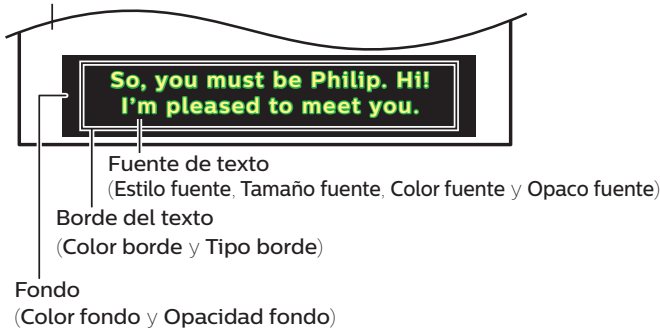 So, you must be Philip. Hi!
I'm pleased to meet you.
Fuente de texto
(Estilo fuente, Tamaño fuente, Color fuente y Opaco fuente)
Borde del texto
(Color borde y Tipo borde)
Fondo
(Color fondo y Opacidad fondo)